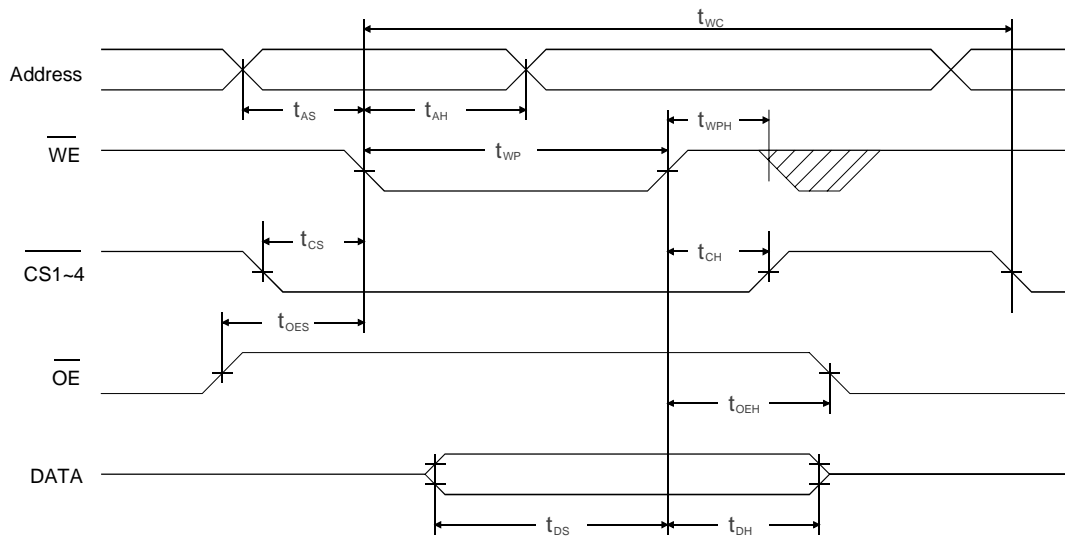 tWC
Address
tAS
tAH
tWPH
WE
tWP
tCS
tCH
CS1~4
tOES
OE
tOEH
DATA
tDS
tDH